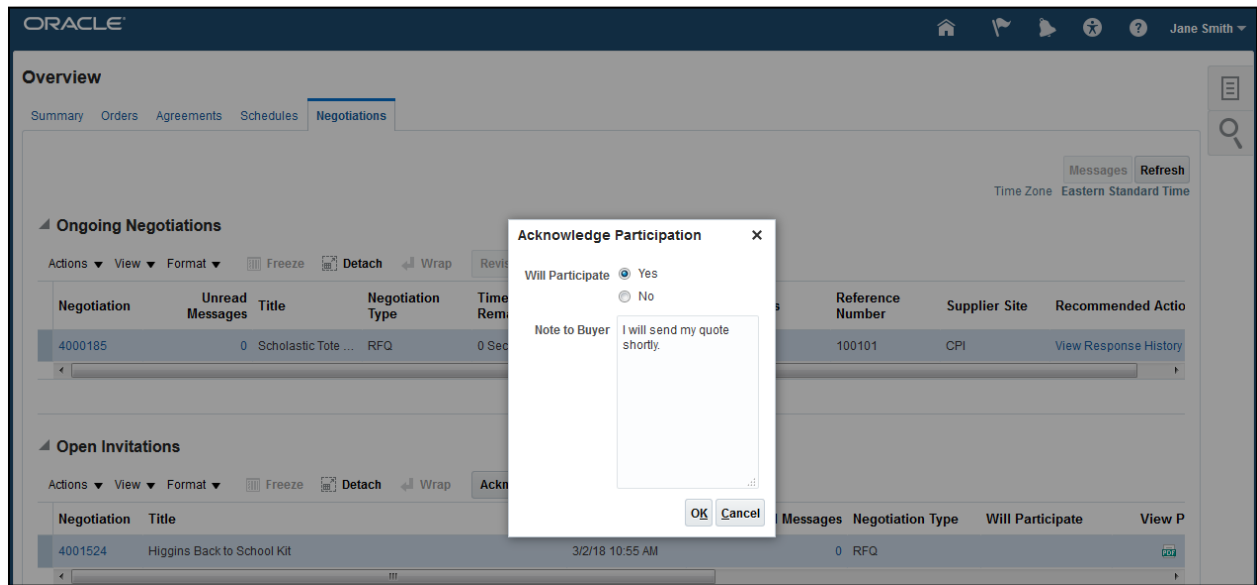 ORACLE
Jane Smith
Overview
Summary Orders Agreements Schedules Negotiations
Messages Refresh
Time Zone Eastern Standard Time
Ongoing Negotiations
Actions View Format Freeze Detach Wrap
Negotiation Unread Messages Title Negotiation Type Reference Number Supplier Site Recommended Actio
4000185 0 Scholastic Tote ... RFQ 0 Sec 100101 CPI View Response History
Acknowledge Participation
Will Participate Yes
No
Note to Buyer I will send my quote
shortly.
OK Cancel
Open Invitations
Actions View Format Freeze Detach Wrap Ackn
Negotiation Title Messages Negotiation Type Will Participate View P
4001524 Higgins Back to School Kit 3/2/18 10:55 AM 0 RFQ PDF